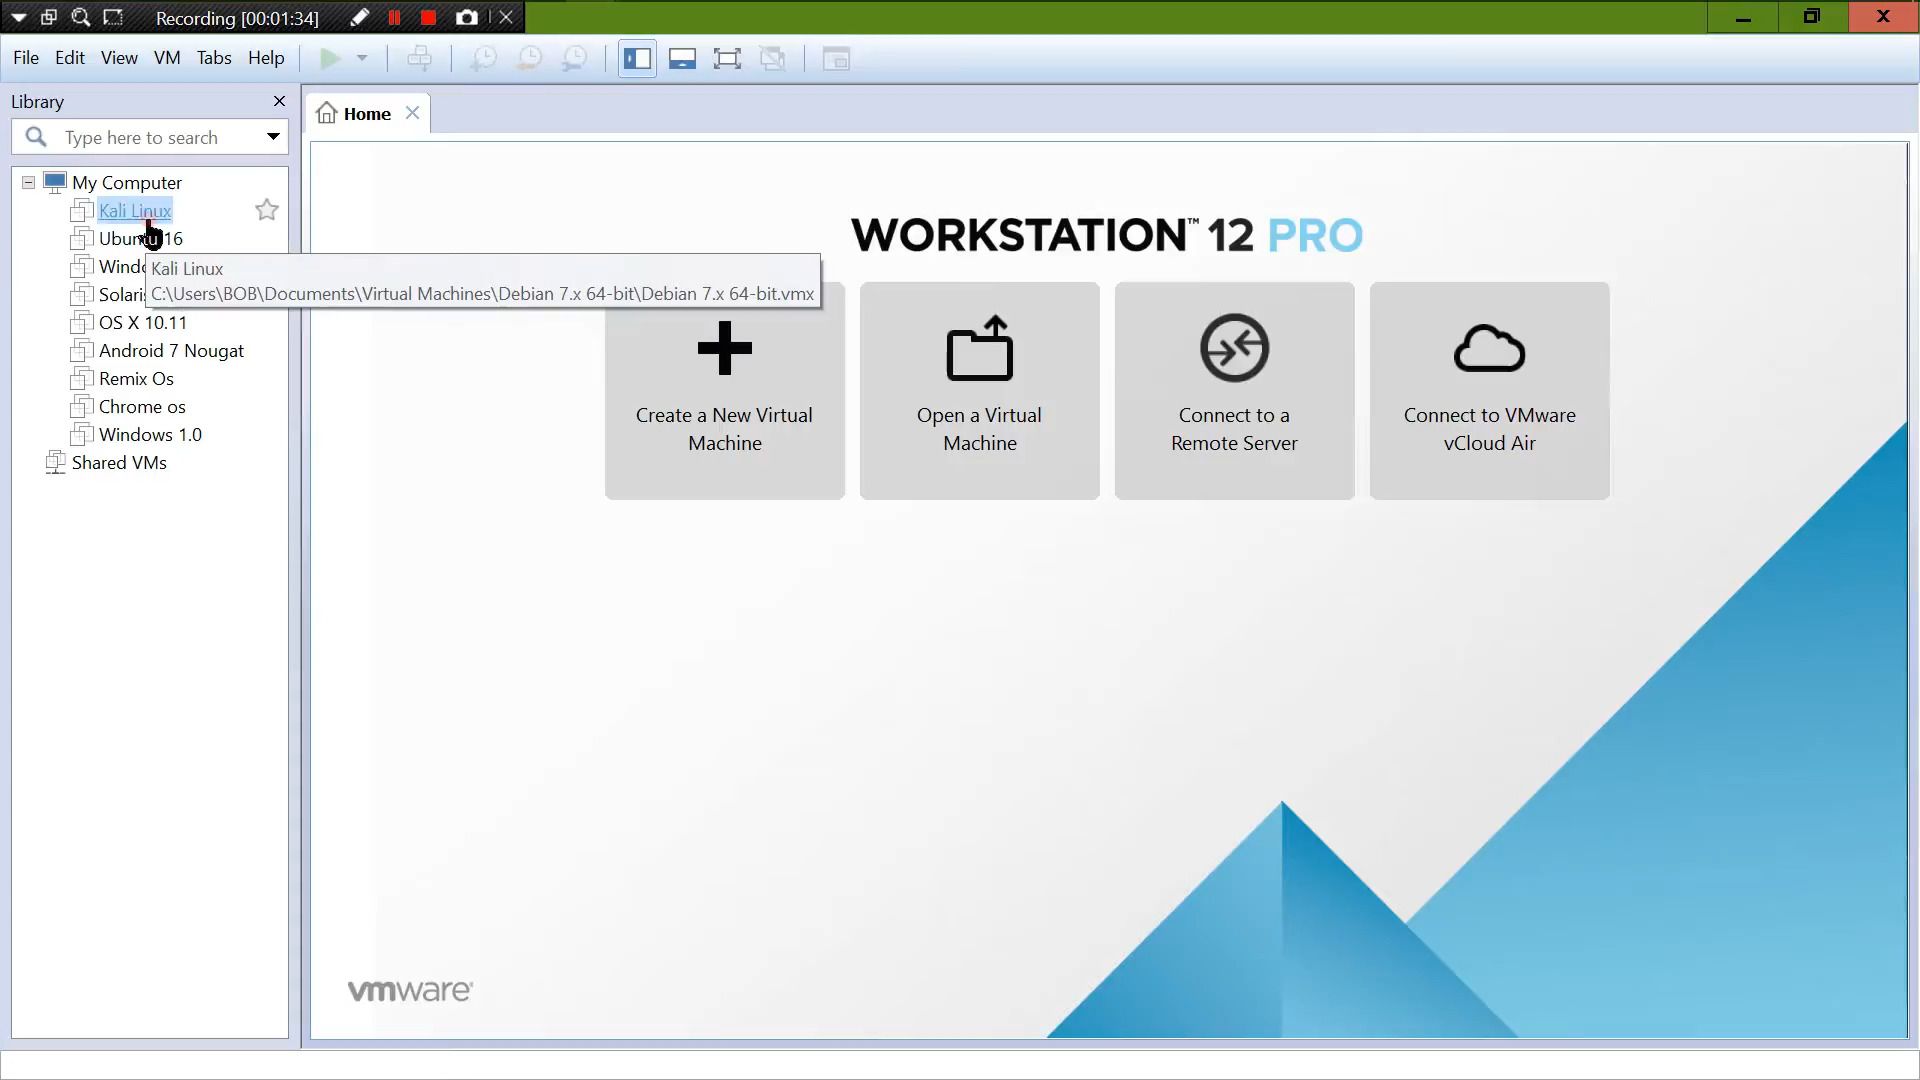 Recording [00:01:34]
File Edit View VM Tabs Help
Library
Type here to search
Home
My Computer
Kali Linux
Ubuntu 16
Windo
Solaris
OS X 10.11
Android 7 Nougat
Remix Os
Chrome os
Windows 1.0
Shared VMs
Kali Linux
C:\Users\BOB\Documents\Virtual Machines\Debian 7.x 64-bit\Debian 7.x 64-bit.vmx
WORKSTATION™ 12 PRO
Create a New Virtual
Machine
Open a Virtual
Machine
Connect to a
Remote Server
Connect to VMware
vCloud Air
vmware®